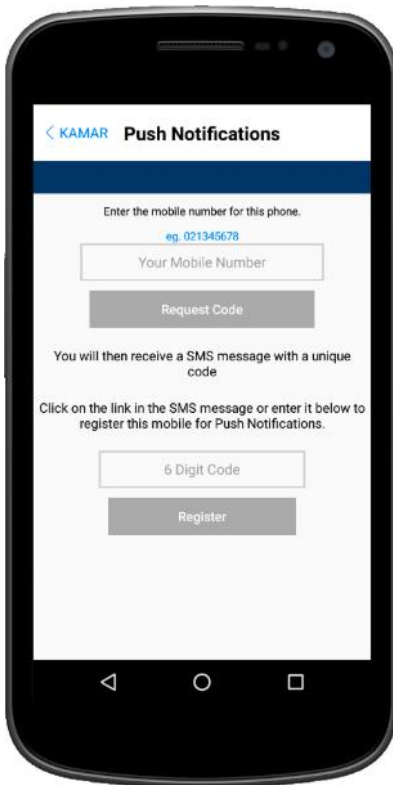 < KAMAR Push Notifications
Enter the mobile number for this phone.
eg. 021345678
Your Mobile Number
Request Code
You will then receive a SMS message with a unique
code
Click on the link in the SMS message or enter it below to
register this mobile for Push Notifications.
6 Digit Code
Register